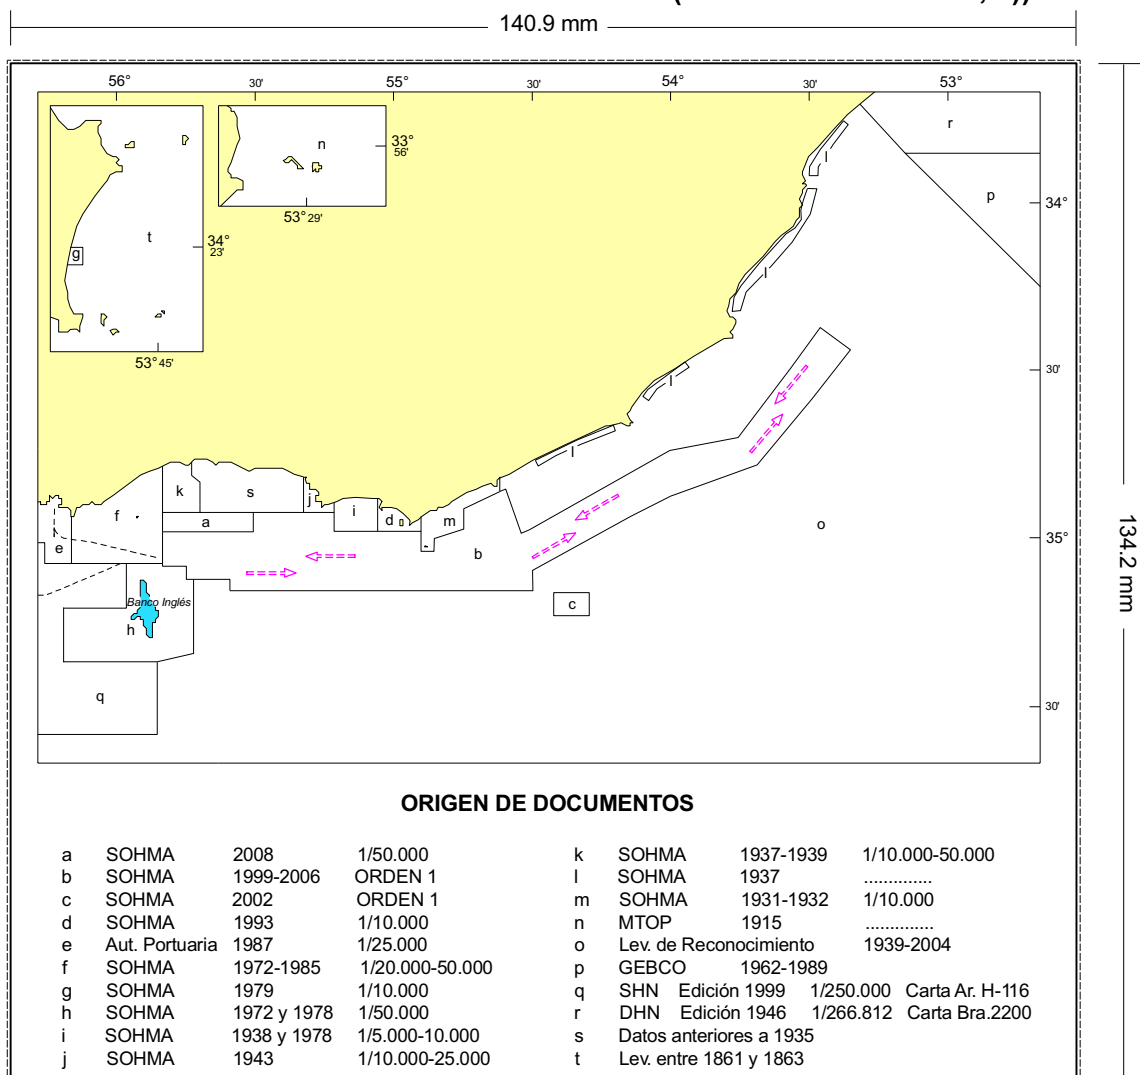 140.9 mm
56° 30' 55° 30' 54° 30' 53°
n
33° 56'
53° 29'
t
g
34° 23'
53° 45'
r
p
l
34°
l
30'
l
l
k
s
j
i
d
m
f
a
e
b
o
35°
c
Banco Inglés
h
q
30'
134.2 mm
ORIGEN DE DOCUMENTOS
a SOHMA 2008 1/50.000
b SOHMA 1999-2006 ORDEN 1
c SOHMA 2002 ORDEN 1
d SOHMA 1993 1/10.000
e Aut. Portuaria 1987 1/25.000
f SOHMA 1972-1985 1/20.000-50.000
g SOHMA 1979 1/10.000
h SOHMA 1972 y 1978 1/50.000
i SOHMA 1938 y 1978 1/5.000-10.000
j SOHMA 1943 1/10.000-25.000
k SOHMA 1937-1939 1/10.000-50.000
l SOHMA 1937 ..............
m SOHMA 1931-1932 1/10.000
n MTOP 1915 ..............
o Lev. de Reconocimiento 1939-2004
p GEBCO 1962-1989
q SHN Edición 1999 1/250.000 Carta Ar. H-116
r DHN Edición 1946 1/266.812 Carta Bra.2200
s Datos anteriores a 1935
t Lev. entre 1861 y 1863